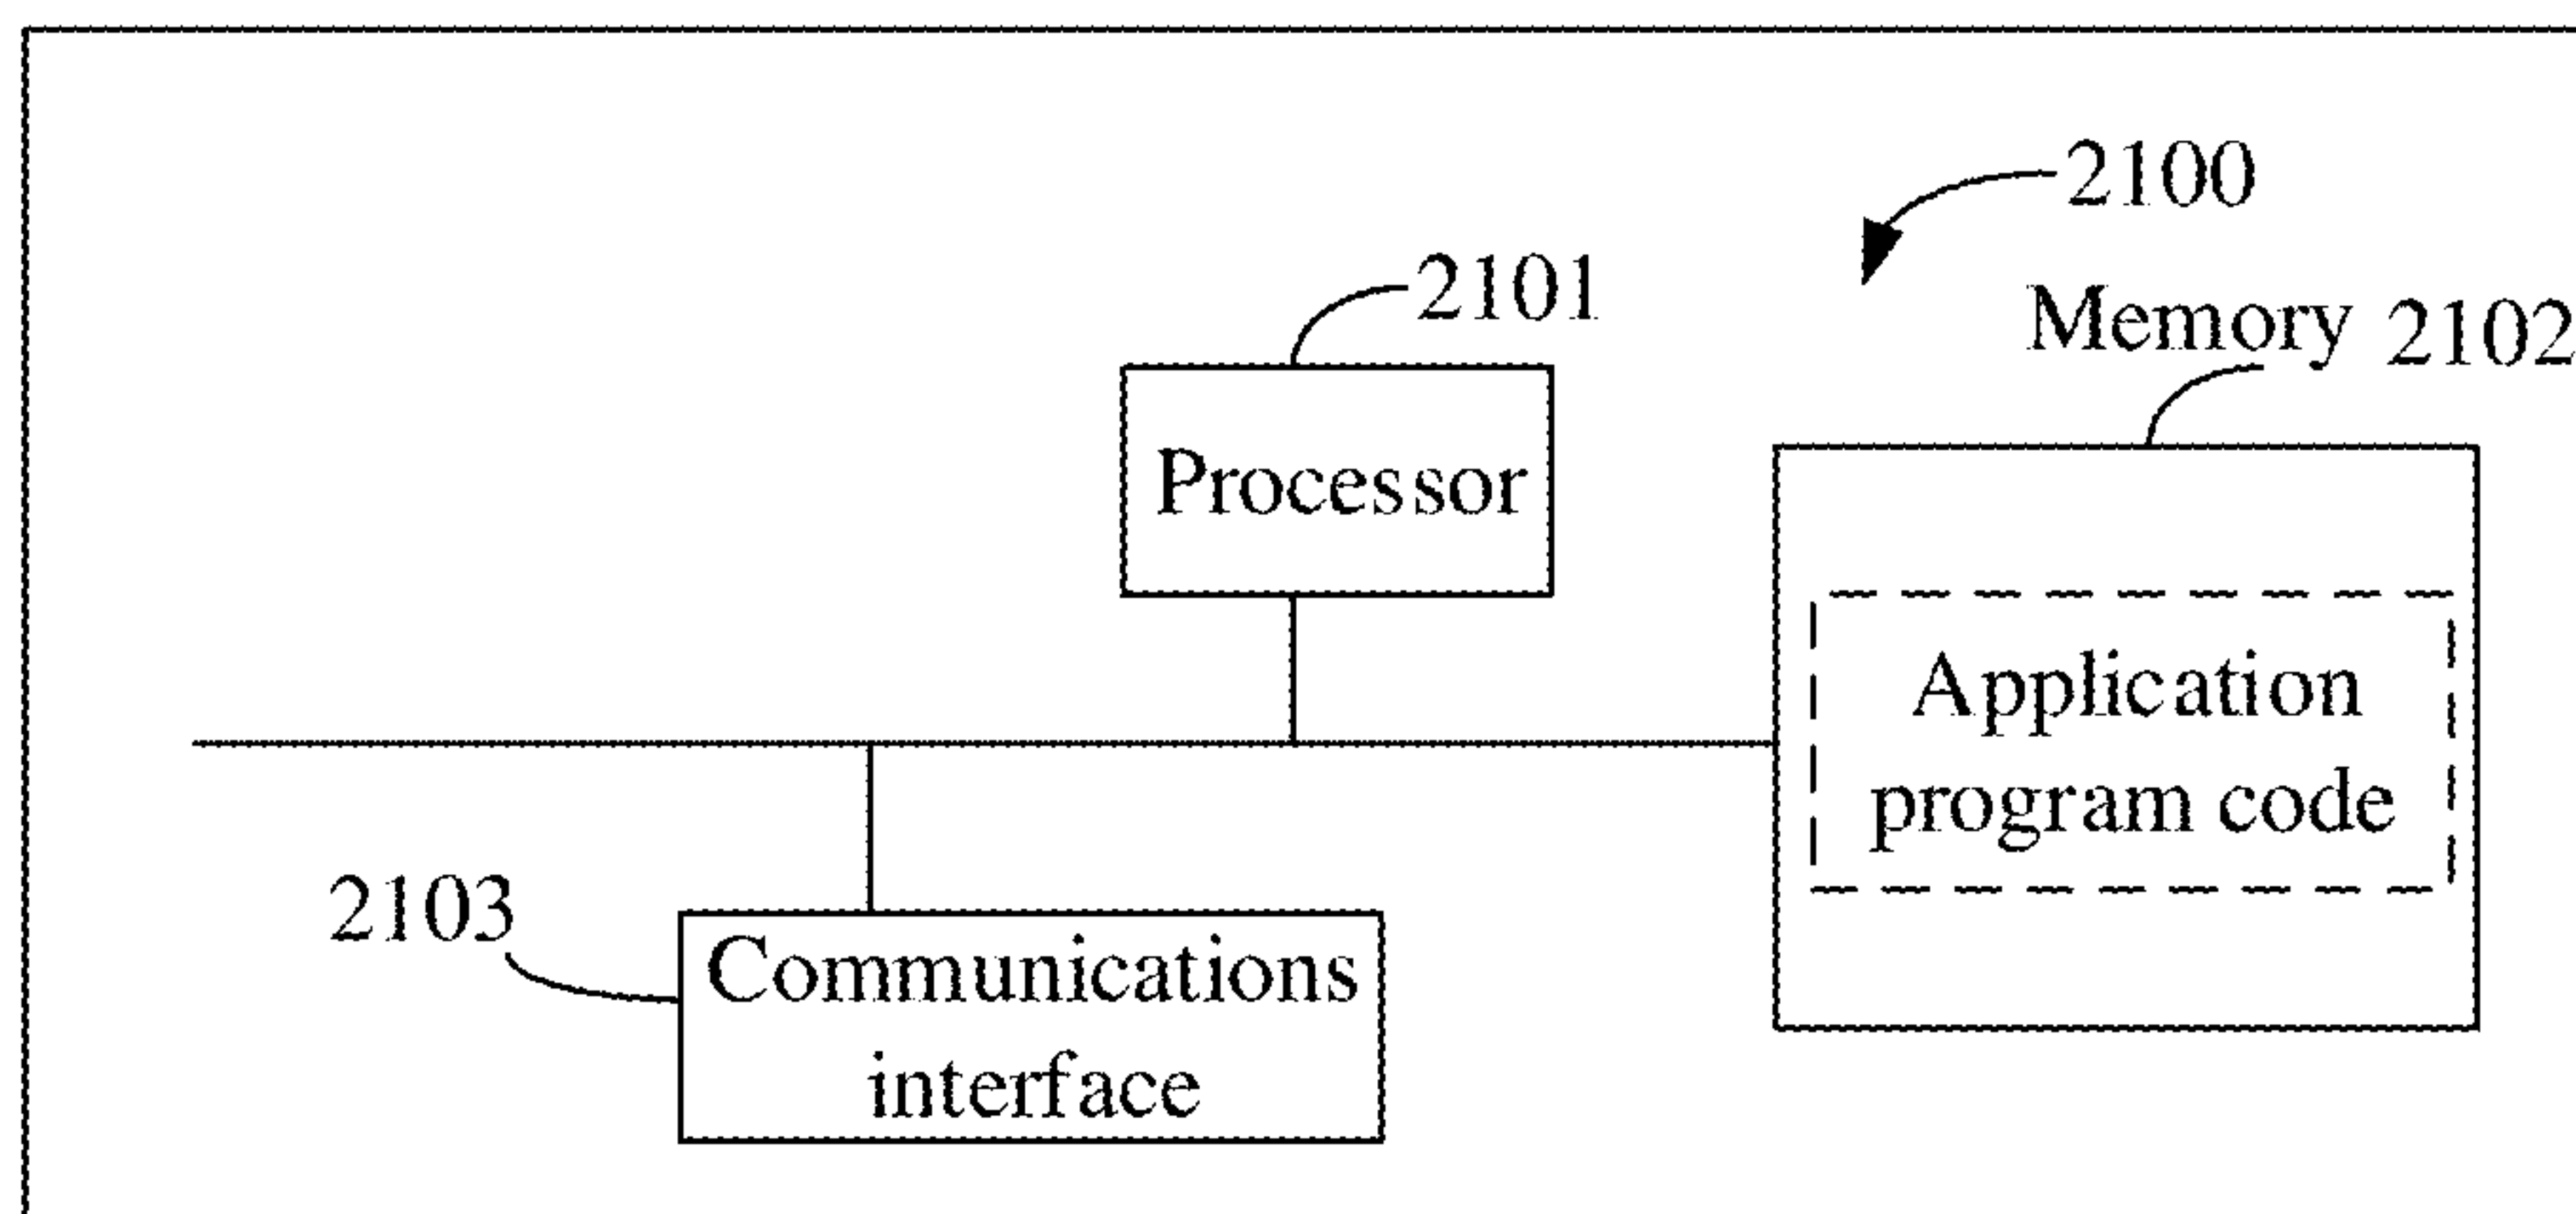 2100
2101
Memory 2102
Processor
Application
program code
2103
Communications
interface